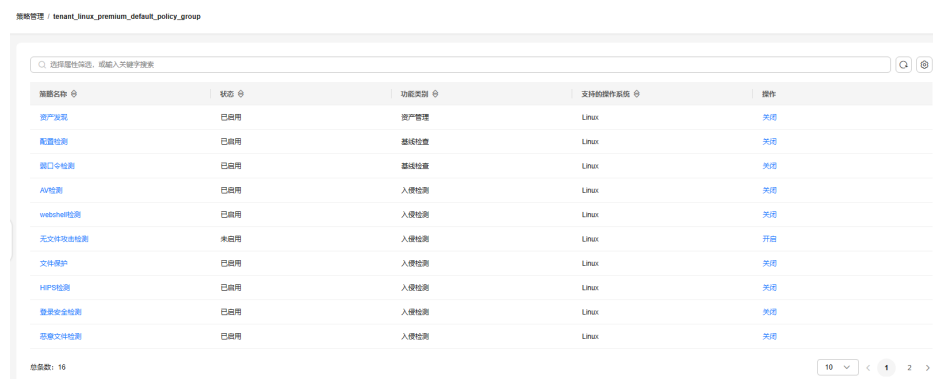 策略管理 / tenant_linux_premium_default_policy_group
选择属性筛选，或输入关键字搜索
策略名称 状态 功能类别 支持的操作系统 操作
资产发现 已启用 资产管理 Linux 关闭
配置检测 已启用 基线检查 Linux 关闭
弱口令检测 已启用 基线检查 Linux 关闭
AV检测 已启用 入侵检测 Linux 关闭
webshell检测 已启用 入侵检测 Linux 关闭
无文件攻击检测 未启用 入侵检测 Linux 开启
文件保护 已启用 入侵检测 Linux 关闭
HIPS检测 已启用 入侵检测 Linux 关闭
登录安全检测 已启用 入侵检测 Linux 关闭
恶意文件检测 已启用 入侵检测 Linux 关闭
总条数：16 10 < 1 2 >